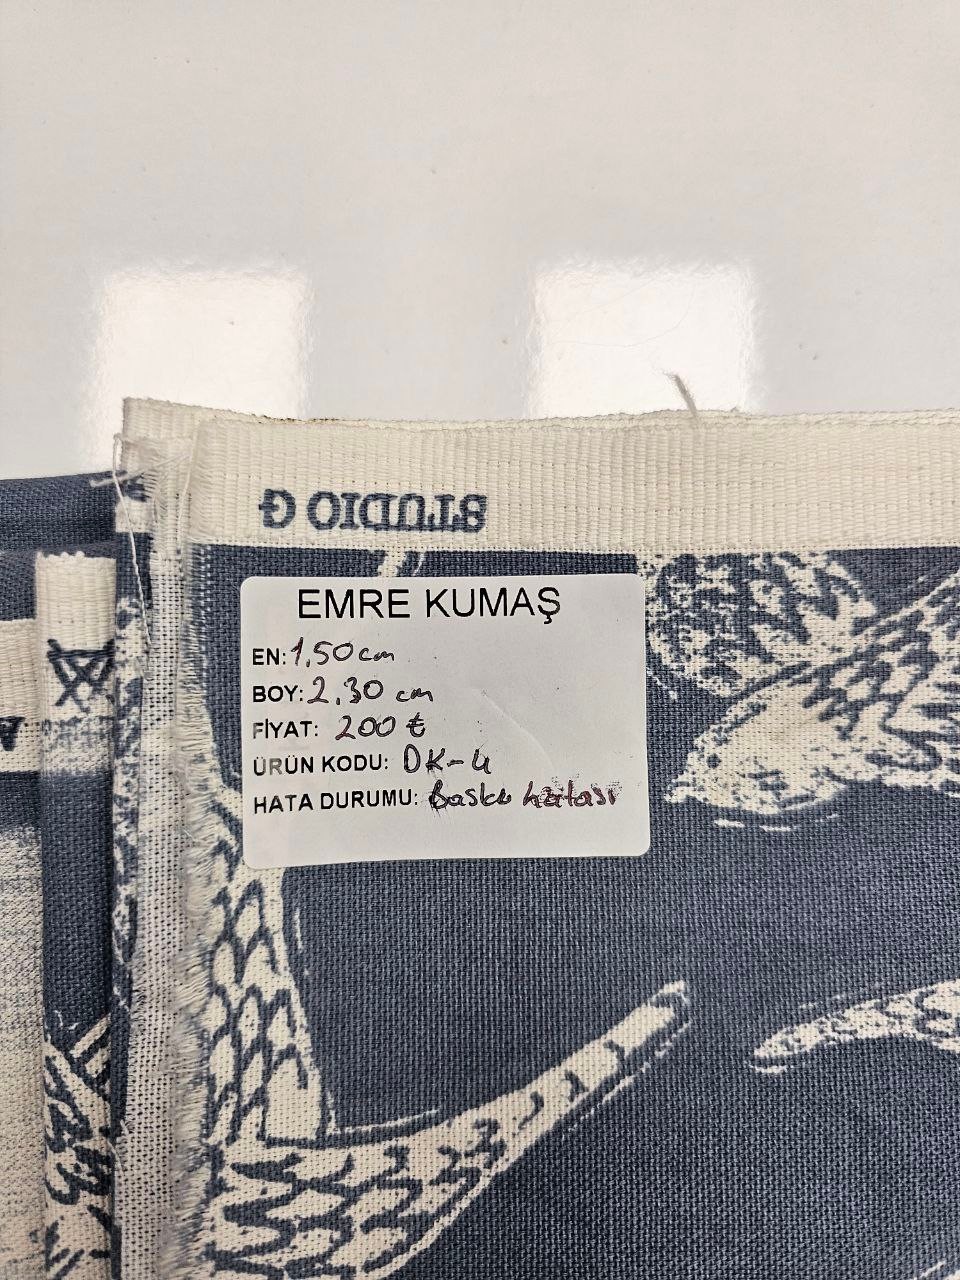 STUDIO G
EMRE KUMAŞ
EN: 1.50 cm
BOY: 2.30 cm
FİYAT: 200 ₺
ÜRÜN KODU: DK-4
HATA DURUMU: Baskı hatası